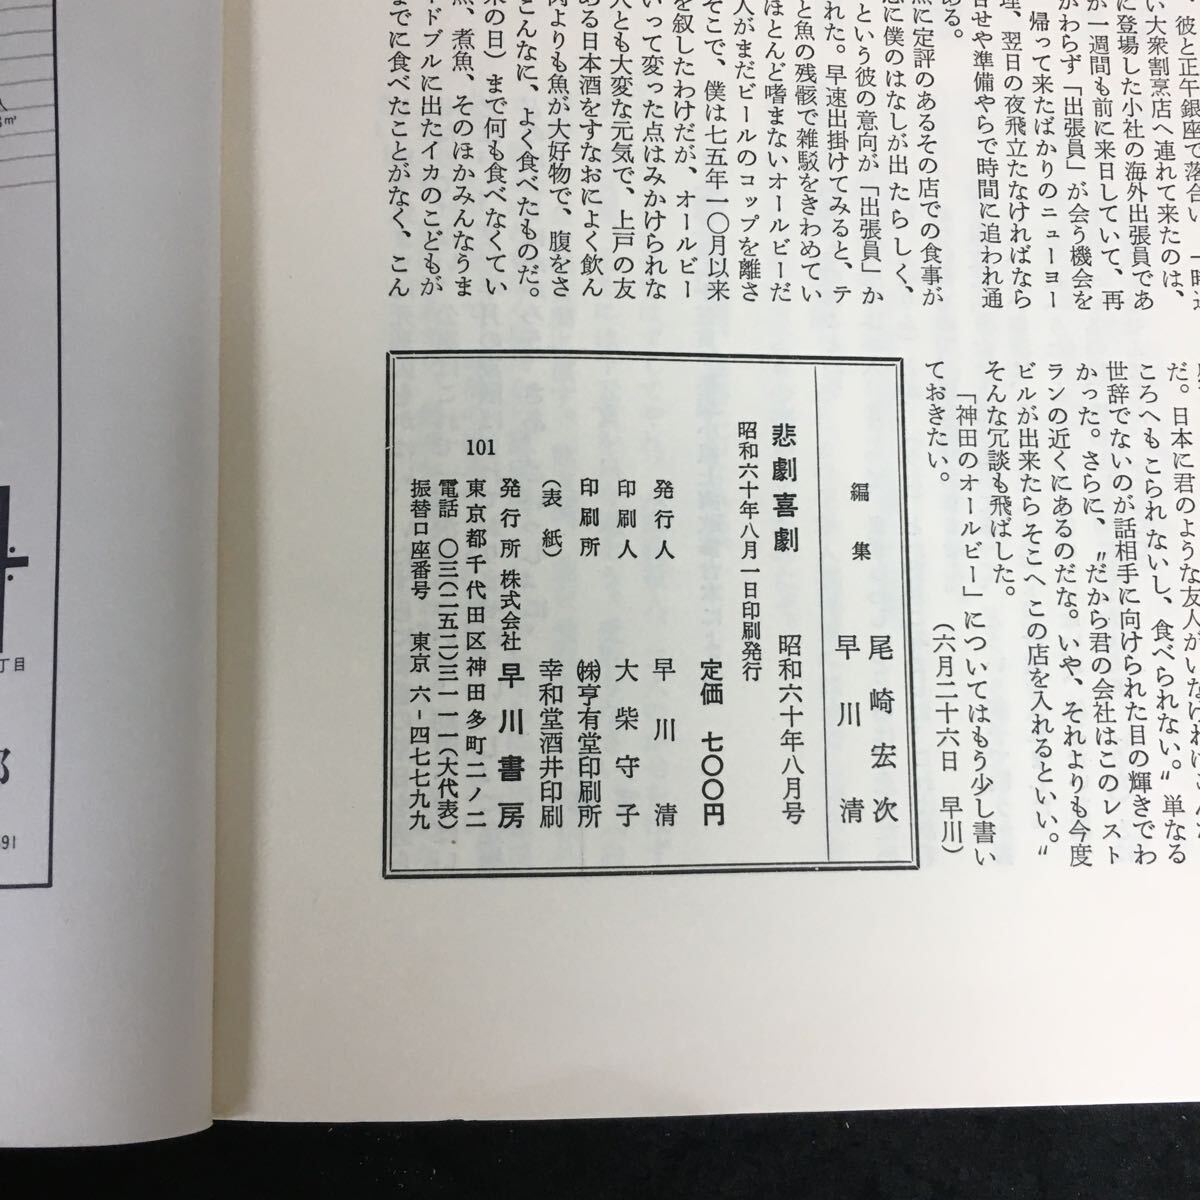 い大衆割烹店へ連れて来たのは、
に登場した小社の海外出張員であ
が一週間も前に来日していて、再
がわらず「出張員」が会う機会を
帰って来たばかりのニューヨー
理、翌日の夜飛立たなければなら
合せや準備やらで時間に追われ通
ある。
魚に定評のあるその店での食事が
急に僕のはなしが出たらしく、
という彼の意向が「出張員」か
れた。早速出掛けてみると、テ
と魚の残骸で雑駁をきわめてい
ほとんど嗜まないオールビーだ
人がまだビールのコップを離さ
そこで、僕は七五年一〇月以来
を叙したわけだが、オールビー
いって変った点はみかけられな
人とも大変な元気で、上戸の友
ある日本酒をすなおによく飲ん
肉よりも魚が大好物で、腹をさ
こんなに、よく食べたものだ。
来の日）まで何も食べなくてい
魚、煮魚、そのほかみんなうま
ードブルに出たイカのこどもが
までに食べたことがなく、こん
だ。日本に君のような友人がいなければ
ころへもこられないし、食べられない。〟単なる
世辞でないのが話相手に向けられた目の輝きでわ
かった。さらに、〝だから君の会社はこのレスト
ランの近くにあるのだな。いや、それよりも今度
ビルが出来たらそこへこの店を入れるといい。〟
そんな冗談も飛ばした。
「神田のオールビー」についてはもう少し書い
ておきたい。
（六月二十六日　早川）
編集
尾崎宏次
早川清
悲劇喜劇　昭和六十年八月号
昭和六十年八月一日印刷発行
定価　七〇〇円
発行人　早川清
印刷人　大柴守子
印刷所　㈱亨有堂印刷所
（表紙）　幸和堂酒井印刷
発行所　株式会社　早川書房
101　東京都千代田区神田多町二ノ二
電話　〇三（二五二）三一一一（大代表）
振替口座番号　東京　六－四七七九九
丁目
郎
91